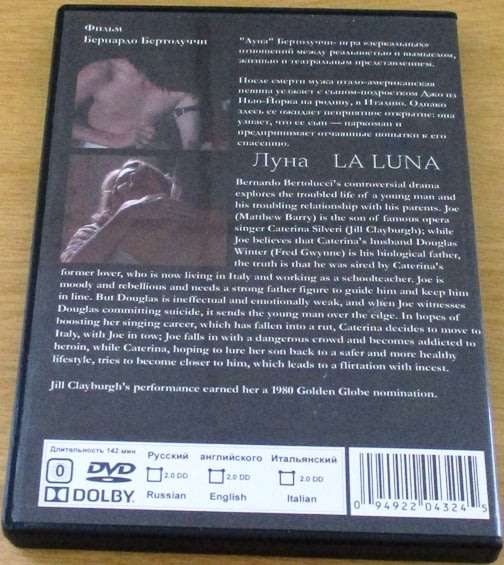 Фильм
Бернардо Бертолуччи
"Луна" Бертолуччи- игра «зеркальных»
отношений между реальностью и вымыслом,
жизнью и театральным представлением.
После смерти мужа итало-американская
певица уезжает с сыном-подростком Джо из
Нью-Йорка на родину, в Италию. Однако
здесь ее ожидает неприятное открытие: она
узнает, что ее сын — наркоман и
предпринимает отчаянные попытки к его
спасению.
Луна LA LUNA
Bernardo Bertolucci's controversial drama
explores the troubled life of a young man and
his troubling relationship with his parents. Joe
(Matthew Barry) is the son of famous opera
singer Caterina Silveri (Jill Clayburgh); while
Joe believes that Caterina's husband Douglas
Winter (Fred Gwynne) is his biological father,
the truth is that he was sired by Caterina's
former lover, who is now living in Italy and working as a schoolteacher. Joe is
moody and rebellious and needs a strong father figure to guide him and keep him
in line. But Douglas is ineffectual and emotionally weak, and when Joe witnesses
Douglas committing suicide, it sends the young man over the edge. In hopes of
boosting her singing career, which has fallen into a rut, Caterina decides to move to
Italy, with Joe in tow; Joe falls in with a dangerous crowd and becomes addicted to
heroin, while Caterina, hoping to lure her son back to a safer and more healthy
lifestyle, tries to become closer to him, which leads to a flirtation with incest.
Jill Clayburgh's performance earned her a 1980 Golden Globe nomination.
Длительность 142 мин
Русский английского Итальянский
0 DVD 2.0 DD 2.0 DD 2.0 DD
DOLBY. Russian English Italian
0 94922 04324 5